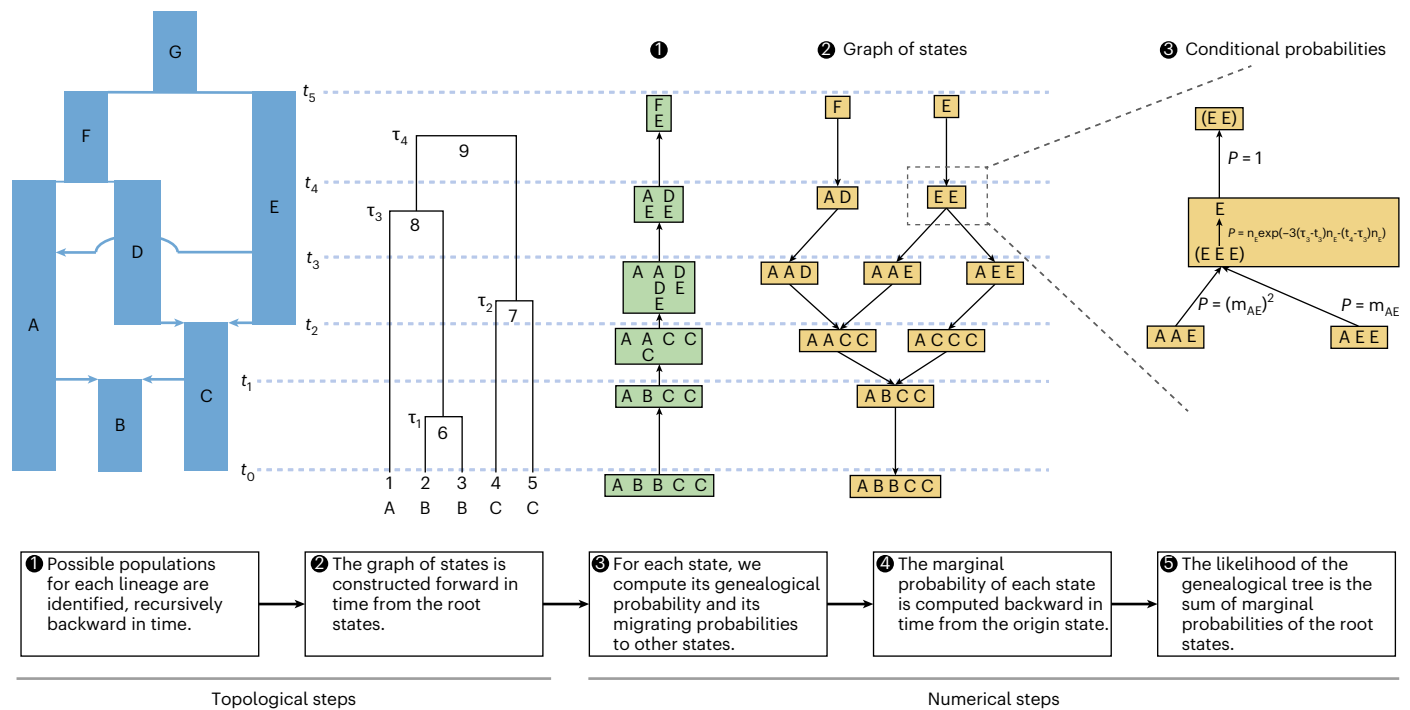 G
❶
❷ Graph of states
❸ Conditional probabilities
t5
F
E
F
E
(E E)
F
τ4
9
P = 1
t4
A D
E E
A D
E E
E
τ3
8
E
P = nE exp(−3(τ3-t3)nE-(t4-τ3)nE)
D
(E E E)
t3
A A D
D E
E
A A D
A A E
A E E
τ2
7
P = (mAE)²
P = mAE
A
t2
A A C C
C
A A C C
A C C C
A A E
A E E
t1
C
A B C C
A B C C
B
τ1
6
t0
1 2 3 4 5
A B B C C
A B B C C
A B B C C
❶ Possible populations
for each lineage are
identified, recursively
backward in time.
❷ The graph of states is
constructed forward in
time from the root
states.
❸ For each state, we
compute its genealogical
probability and its
migrating probabilities
to other states.
❹ The marginal
probability of each state
is computed backward in
time from the origin state.
❺ The likelihood of the
genealogical tree is the
sum of marginal
probabilities of the root
states.
Topological steps
Numerical steps